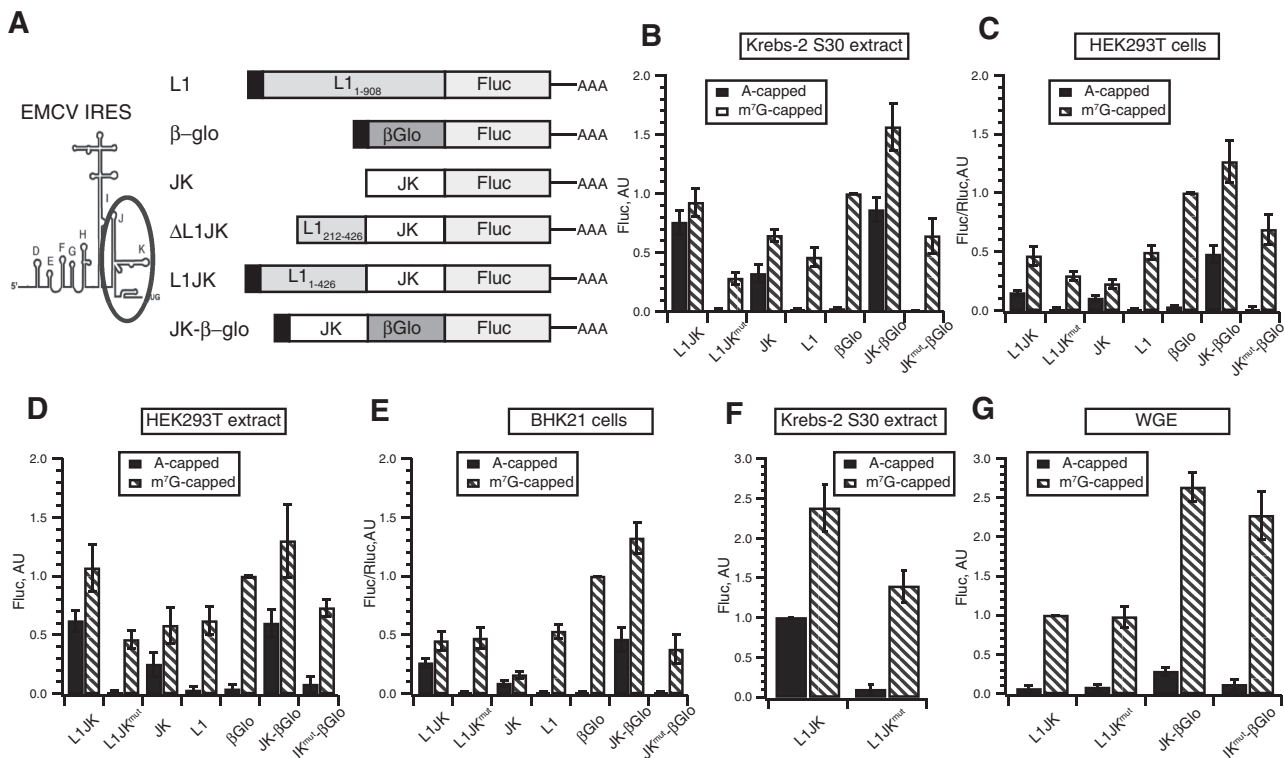 A
EMCV IRES
D
E
F
G
H
I
J
K
5'
UG
L1
L1₁₋₉₀₈
Fluc
AAA
β–glo
βGlo
Fluc
AAA
JK
JK
Fluc
AAA
ΔL1JK
L1₂₁₂₋₄₂₆
JK
Fluc
AAA
L1JK
L1₁₋₄₂₆
JK
Fluc
AAA
JK-β–glo
JK
βGlo
Fluc
AAA
B
Krebs-2 S30 extract
A-capped
m⁷G-capped
Fluc, AU
2.0
1.5
1.0
0.5
0.0
L1JK
L1JKᵐᵘᵗ
JK
L1
βGlo
JK-βGlo
JKᵐᵘᵗ-βGlo
C
HEK293T cells
A-capped
m⁷G-capped
Fluc/Rluc,AU
2.0
1.5
1.0
0.5
0.0
L1JK
L1JKᵐᵘᵗ
JK
L1
βGlo
JK-βGlo
JKᵐᵘᵗ-βGlo
D
HEK293T extract
A-capped
m⁷G-capped
Fluc, AU
2.0
1.5
1.0
0.5
0.0
L1JK
L1JKᵐᵘᵗ
JK
L1
βGlo
JK-βGlo
IKᵐᵘᵗ-βGlo
E
BHK21 cells
A-capped
m⁷G-capped
Fluc/Rluc,AU
2.0
1.5
1.0
0.5
0.0
L1JK
L1JKᵐᵘᵗ
JK
L1
βGlo
JK-βGlo
JKᵐᵘᵗ-βGlo
F
Krebs-2 S30 extract
A-capped
m⁷G-capped
Fluc, AU
3.0
2.5
2.0
1.5
1.0
0.5
0.0
L1JK
L1JKᵐᵘᵗ
G
WGE
A-capped
m⁷G-capped
Fluc, AU
3.0
2.5
2.0
1.5
1.0
0.5
0.0
L1JK
L1JKᵐᵘᵗ
JK-βGlo
IKᵐᵘᵗ-βGlo